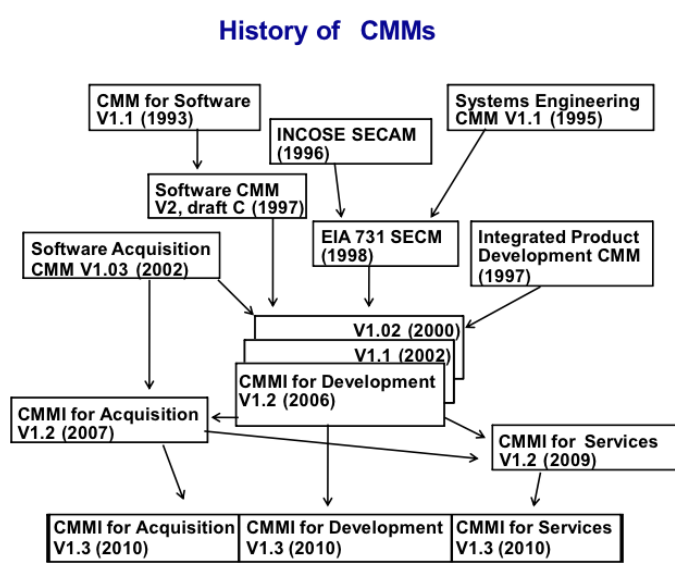 History of CMMs
CMM for Software
V1.1 (1993)
Systems Engineering
CMM V1.1 (1995)
INCOSE SECAM
(1996)
Software CMM
V2, draft C (1997)
EIA 731 SECM
(1998)
Integrated Product
Development CMM
(1997)
Software Acquisition
CMM V1.03 (2002)
V1.02 (2000)
V1.1 (2002)
CMMI for Development
V1.2 (2006)
CMMI for Acquisition
V1.2 (2007)
CMMI for Services
V1.2 (2009)
CMMI for Acquisition
V1.3 (2010)
CMMI for Development
V1.3 (2010)
CMMI for Services
V1.3 (2010)